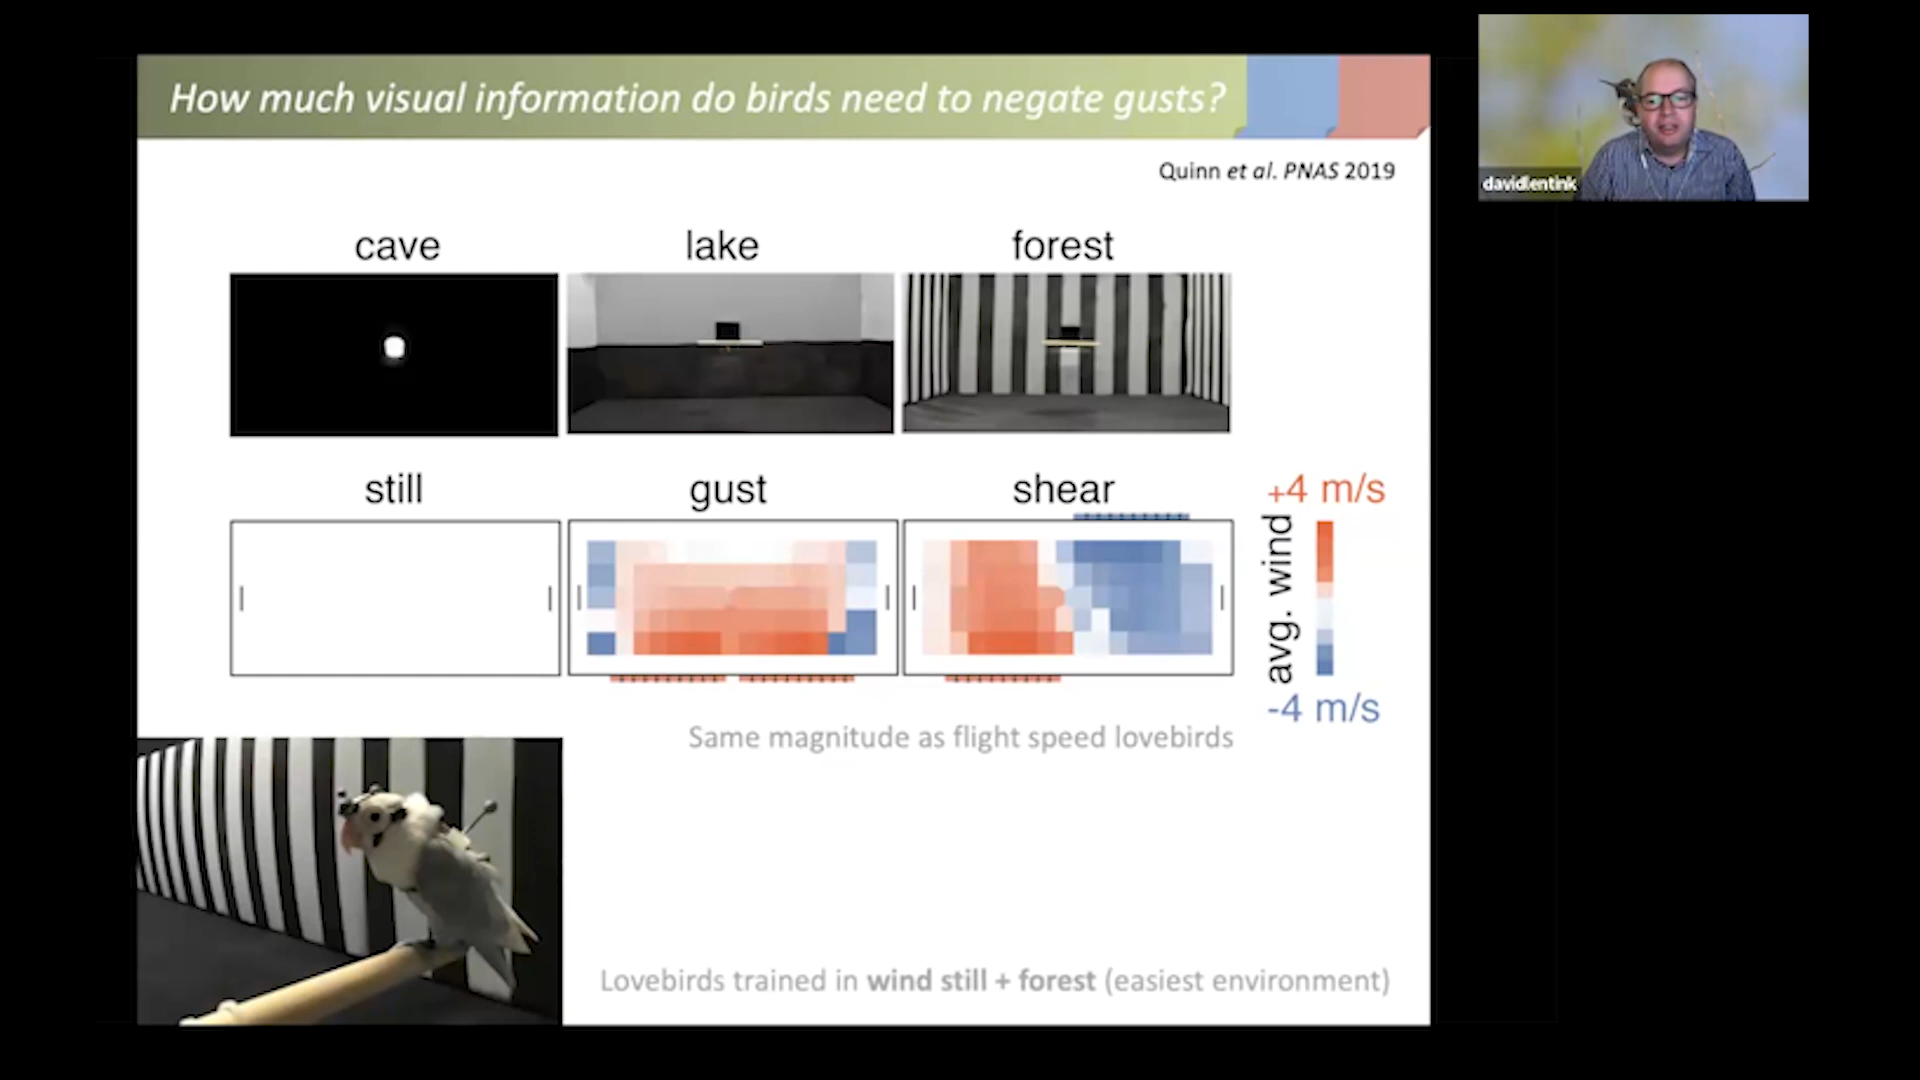 How much visual information do birds need to negate gusts?
davidlentink
Quinn et al. PNAS 2019
cave lake forest
still gust shear
+4 m/s
avg. wind
-4 m/s
Same magnitude as flight speed lovebirds
Lovebirds trained in wind still + forest (easiest environment)